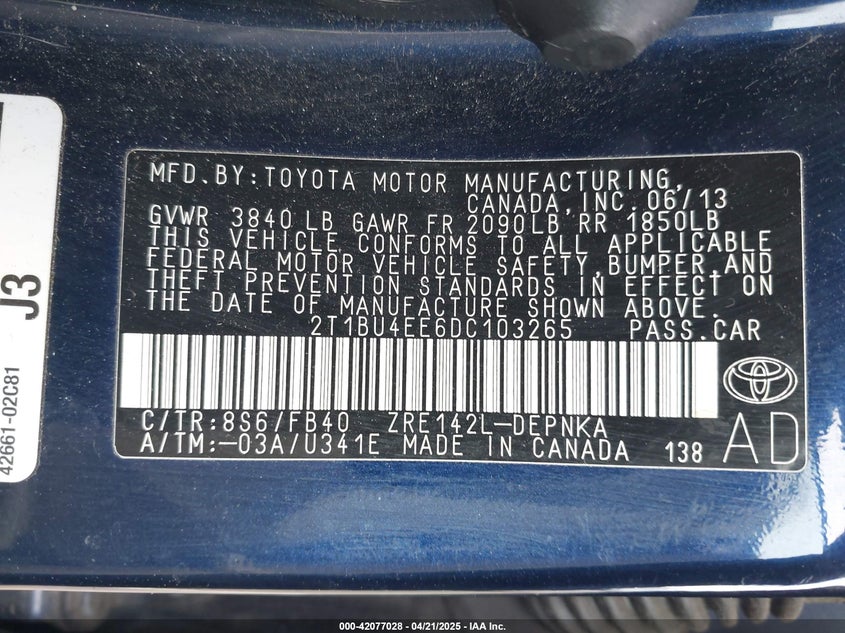 MFD.BY:TOYOTA MOTOR MANUFACTURING,
CANADA,INC.06/13
GVWR 3840 LB GAWR FR 2090LB RR 1850LB
THIS VEHICLE CONFORMS TO ALL APPLICABLE
FEDERAL MOTOR VEHICLE SAFETY,BUMPER,AND
THEFT PREVENTION STANDARDS IN EFFECT ON
THE DATE OF MANUFACTURE SHOWN ABOVE.
2T1BU4EE6DC103265 PASS.CAR
C/TR:8S6/FB40 ZRE142L-DEPNKA
A/TM:-03A/U341E MADE IN CANADA 138
AD
J3
42661-02C81
000-42077028 - 04/21/2025 - IAA Inc.